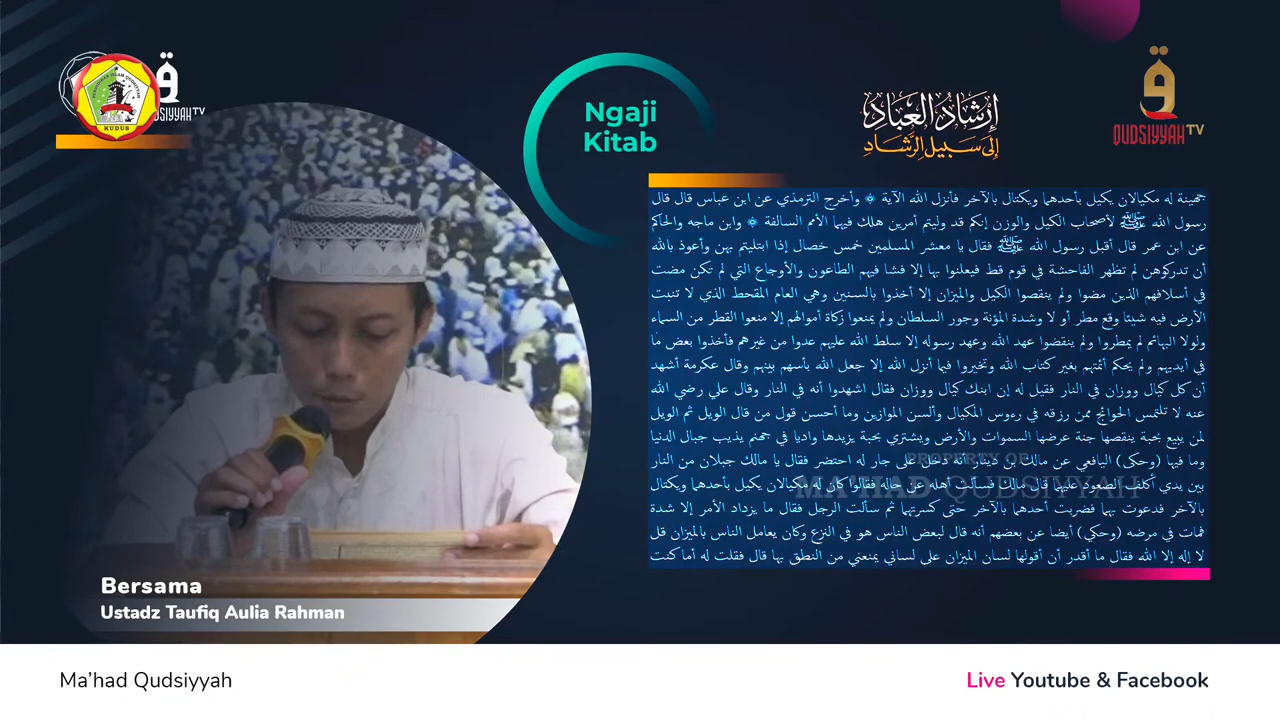 QUDSIYYAH TV
KUDUS
Ngaji
Kitab
إرشاد العباد
إلى سبيل الرشاد
QUDSIYYAH TV
جهينة له مكيالان يكيل بأحدهما ويكتال بالآخر فأنزل الله الآية ۞ وأخرج الترمذي عن ابن عباس قال قال
رسول الله ﷺ لأصحاب الكيل والوزن إنكم قد وليتم أمرين هلك فيهما الأمم السالفة ۞ وابن ماجه والحاكم
عن ابن عمر قال أقبل رسول الله ﷺ فقال يا معشر المسلمين خمس خصال إذا ابتليتم بهن وأعوذ بالله
أن تدركوهن لم تظهر الفاحشة في قوم قط فيعلنوا بها إلا فشا فيهم الطاعون والأوجاع التي لم تكن مضت
في أسلافهم الذين مضوا ولم ينقصوا الكيل والميزان إلا أخذوا بالسنين وهي العام المقحط الذي لا تنبت
الأرض فيه شيئا وقع مطر أو لا وشدة المؤنة وجور السلطان ولم يمنعوا زكاة أموالهم إلا منعوا القطر من السماء
ولولا البهائم لم يمطروا ولم ينقضوا عهد الله وعهد رسوله إلا سلط الله عليهم عدوا من غيرهم فأخذوا بعض ما
في أيديهم ولم يحكم أئمتهم بغير كتاب الله وتخيروا فيما أنزل الله إلا جعل الله بأسهم بينهم وقال عكرمة أشهد
أن كل كيال ووزان في النار فقيل له إن ابنك كيال ووزان فقال اشهدوا أنه في النار وقال علي رضي الله
عنه لا تلتمس الحوائج ممن رزقه في رءوس المكيال وألسن الموازين وما أحسن قول من قال الويل ثم الويل
لمن يبيع بحبة ينقصها جنة عرضها السموات والأرض ويشتري بحبة يزيدها واديا في جهنم يذيب جبال الدنيا
وما فيها (وحكى) اليافعي عن مالك بن دينار أنه دخل على جار له احتضر فقال يا مالك جبلان من النار
بين يدي أكلف الصعود عليهما قال مالك فسألت أهله عن حاله فقالوا كان له مكيالان يكيل بأحدهما ويكتال
بالآخر فدعوت بهما فضربت أحدهما بالآخر حتى كسرتهما ثم سألت الرجل فقال ما يزداد الأمر إلا شدة
فمات في مرضه (وحكي) أيضا عن بعضهم أنه قال لبعض الناس هو في النزع وكان يعامل الناس بالميزان قل
لا إله إلا الله فقال ما أقدر أن أقولها لسان الميزان على لساني يمنعني من النطق بها قال فقلت له أما كنت
PROPERTY OF
MA'HAD QUDSIYYAH
Bersama
Ustadz Taufiq Aulia Rahman
Ma'had Qudsiyyah
Live Youtube & Facebook